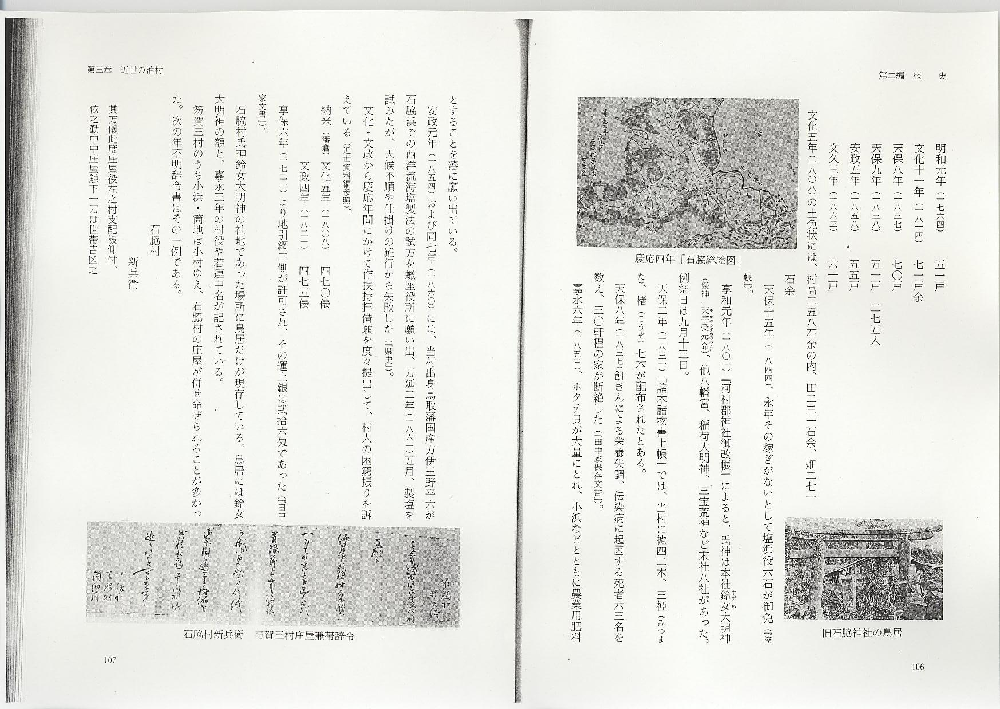 第二編　歴　史
明和元年（一七六四）　五一戸
文化十一年（一八一四）　七一戸余
天保八年（一八三七）　七〇戸
天保九年（一八三八）　五一戸　二七五人
安政五年（一八五八）　五五戸
文久三年（一八六三）　六一戸
文化五年（一八〇八）の土免状には、村高二五八石余の内、田二三一石余、畑二七一
石余
天保十五年（一八四四）、永年その稼ぎがないとして塩浜役六石が御免（『控
帳』）。
享和元年（一八〇一）『河村郡神社御改帳』によると、氏神は本社鈴女大明神
すずめ
（祭神　天宇受売命）、他八幡宮、稲荷大明神、三宝荒神など末社八社があった。
あめのうずめのみこと
例祭日は九月十三日。
天保二年（一八三一）「諸木諸物書上帳」では、当村に櫨四二本、三椏（みつま
た）、楮（こうぞ）七本が配布されたとある。
天保八年（一八三七）飢きんによる栄養失調、伝染病に起因する死者六三名を
数え、三〇軒程の家が断絶した（『田中家保存文書』）。
嘉永六年（一八五三）、ホタテ貝が大量にとれ、小浜などとともに農業用肥料
慶応四年「石脇総絵図」
旧石脇神社の鳥居
106
第三章　近世の泊村
とすることを藩に願い出ている。
安政元年（一八五四）および同七年（一八六〇）には、当村出身鳥取藩国産方伊王野平六が
石脇浜での西洋流海塩製法の試方を蠟座役所に願い出、万延二年（一八六一）五月、製塩を
試みたが、天候不順や仕掛けの難行から失敗した（『県史』）。
文化・文政から慶応年間にかけて作扶持拝借願を度々提出して、村人の困窮振りを訴
えている（近世資料編参照）。
納米（藩倉）文化五年（一八〇八）　四七〇俵
文政四年（一八二一）　四七五俵
享保六年（一七二一）より地引網二側が許可され、その運上銀は弐拾六匁であった（『田中
家文書』）。
石脇村氏神鈴女大明神の社地であった場所に鳥居だけが現存している。鳥居には鈴女
大明神の額と、嘉永三年の村役や若連中名が記されている。
笏賀三村のうち小浜・筒地は小村ゆえ、石脇村の庄屋が併せ命ぜられることが多かっ
た。次の年不明辞令書はその一例である。
石脇村
新兵衞
其方儀此度庄屋役左之村支配被仰付、
依之勤中中庄屋触下一刀は世帯吉凶之
石脇村新兵衛　笏賀三村庄屋兼帯辞令
107